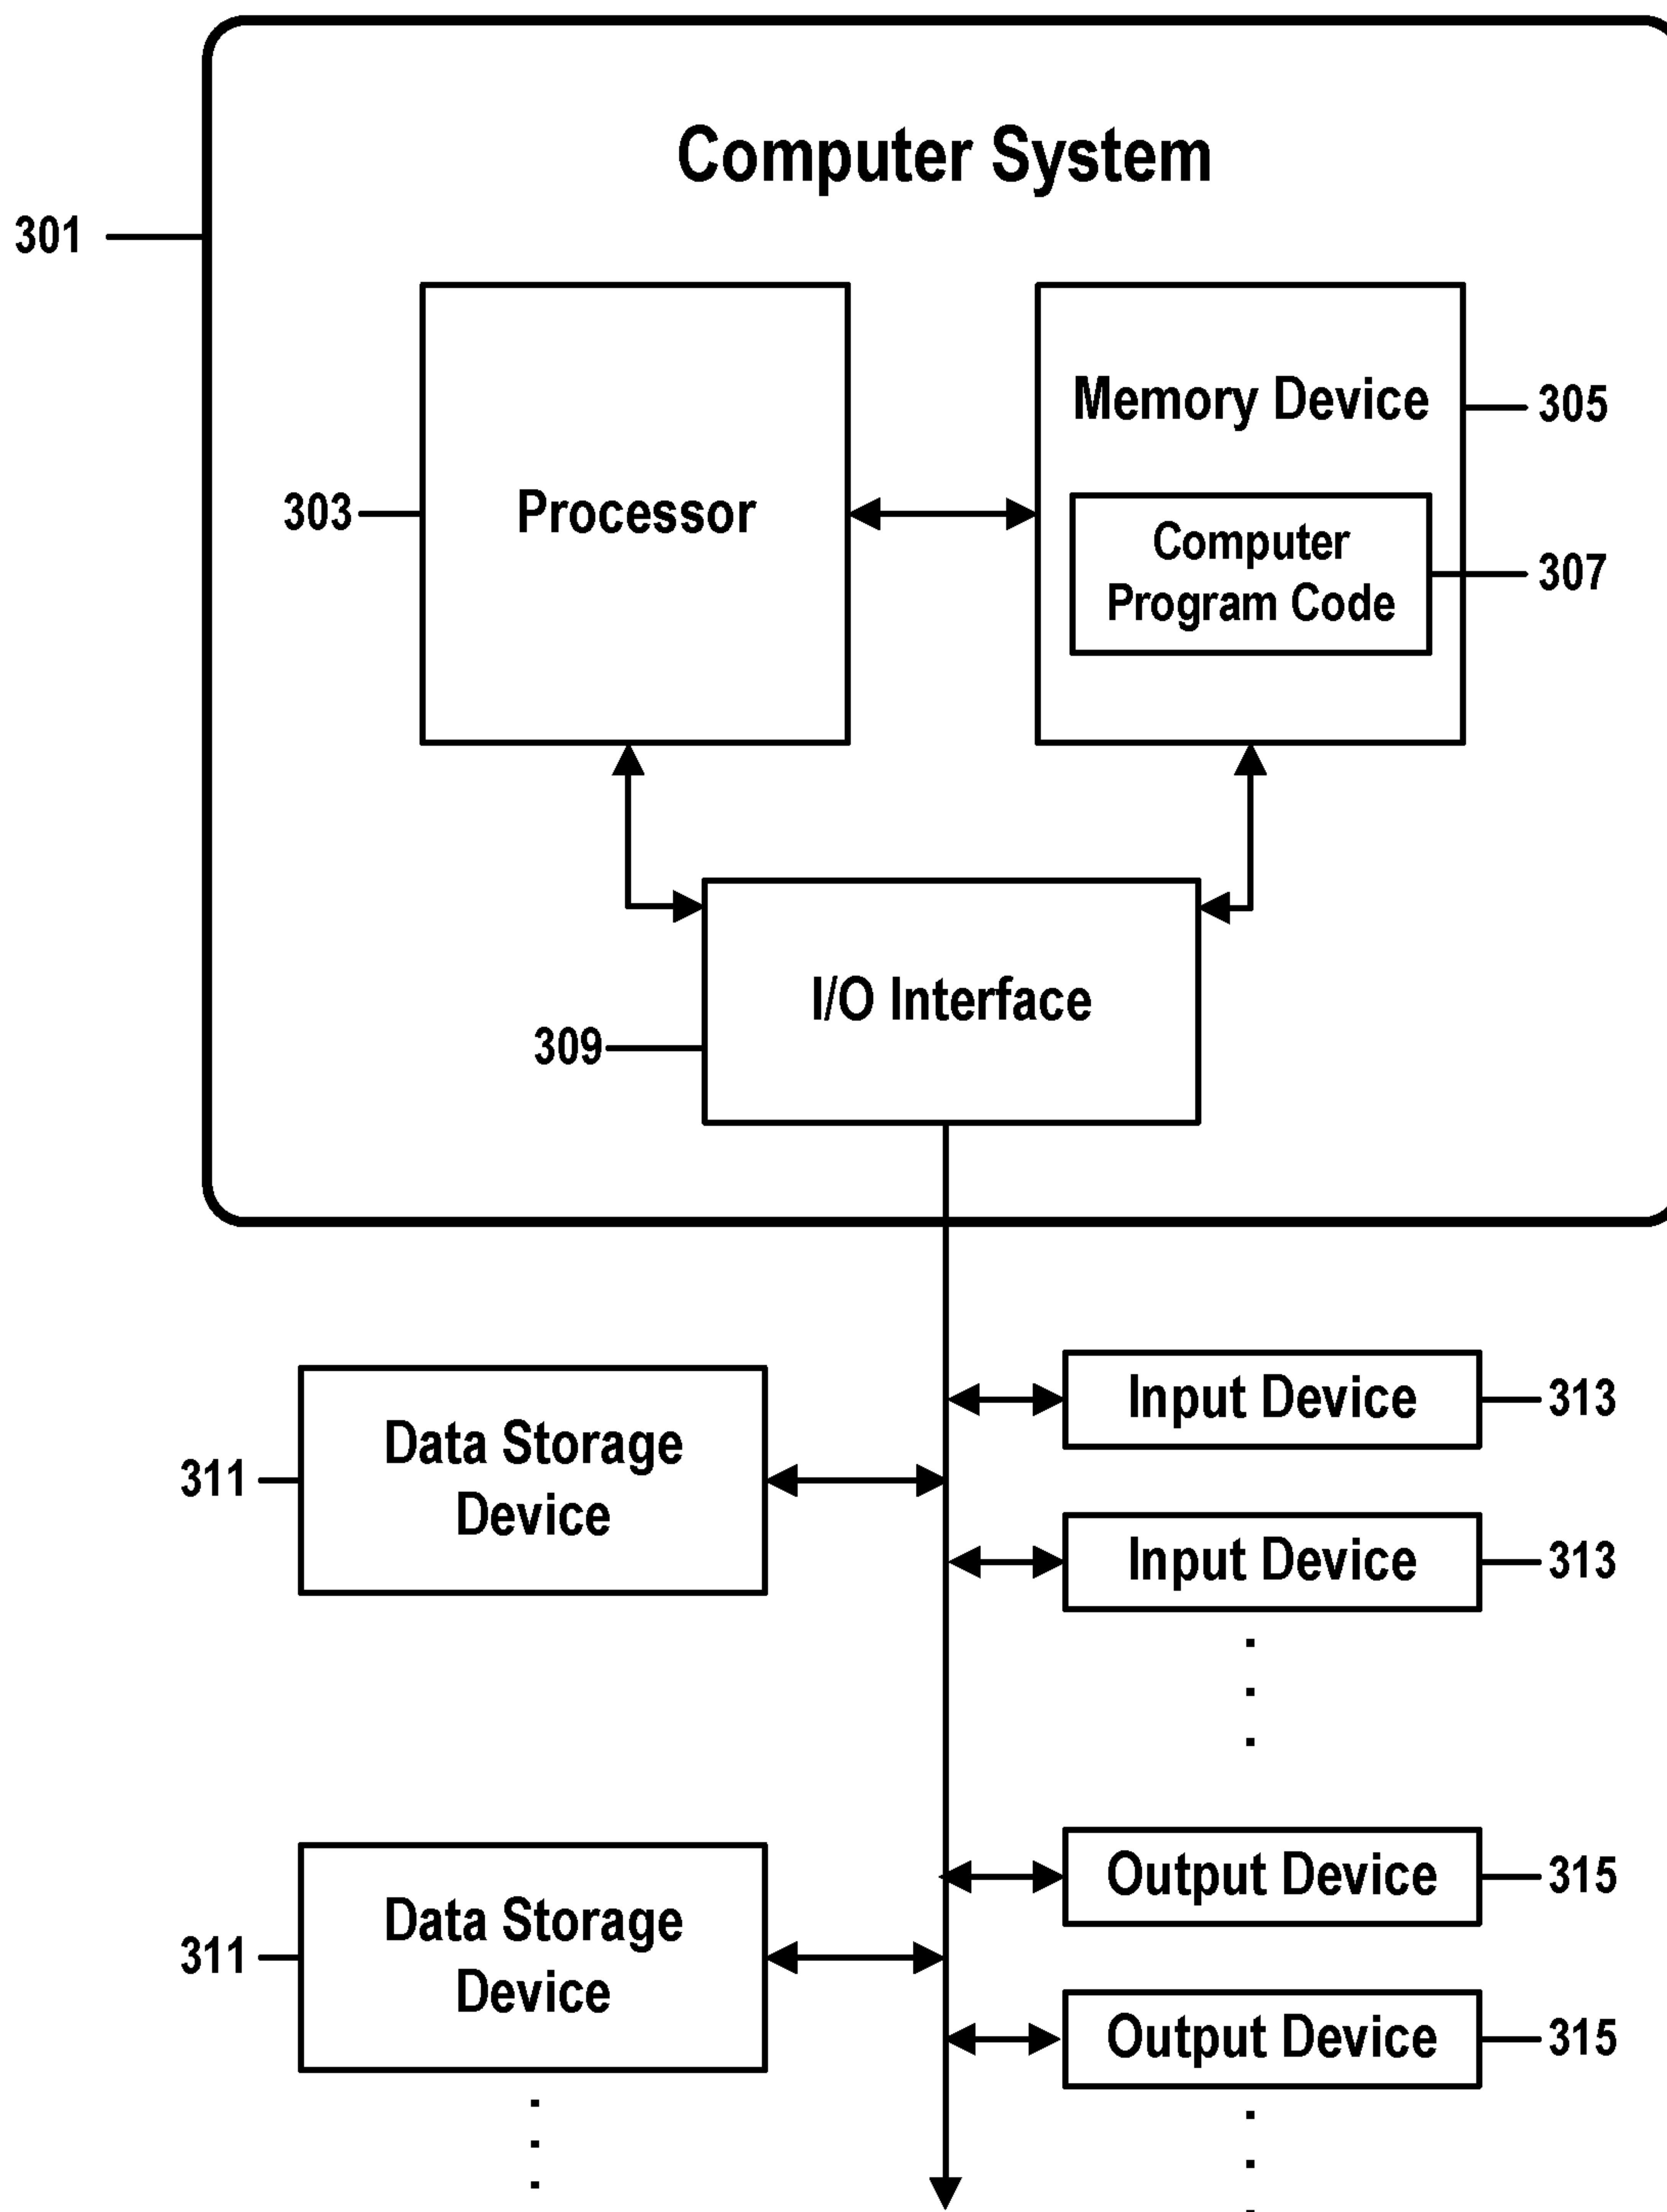 Computer System
301
Memory Device
305
303
Processor
Computer
Program Code
307
I/O Interface
309
Input Device
313
Data Storage
Device
311
Input Device
313
Output Device
315
Data Storage
Device
311
Output Device
315